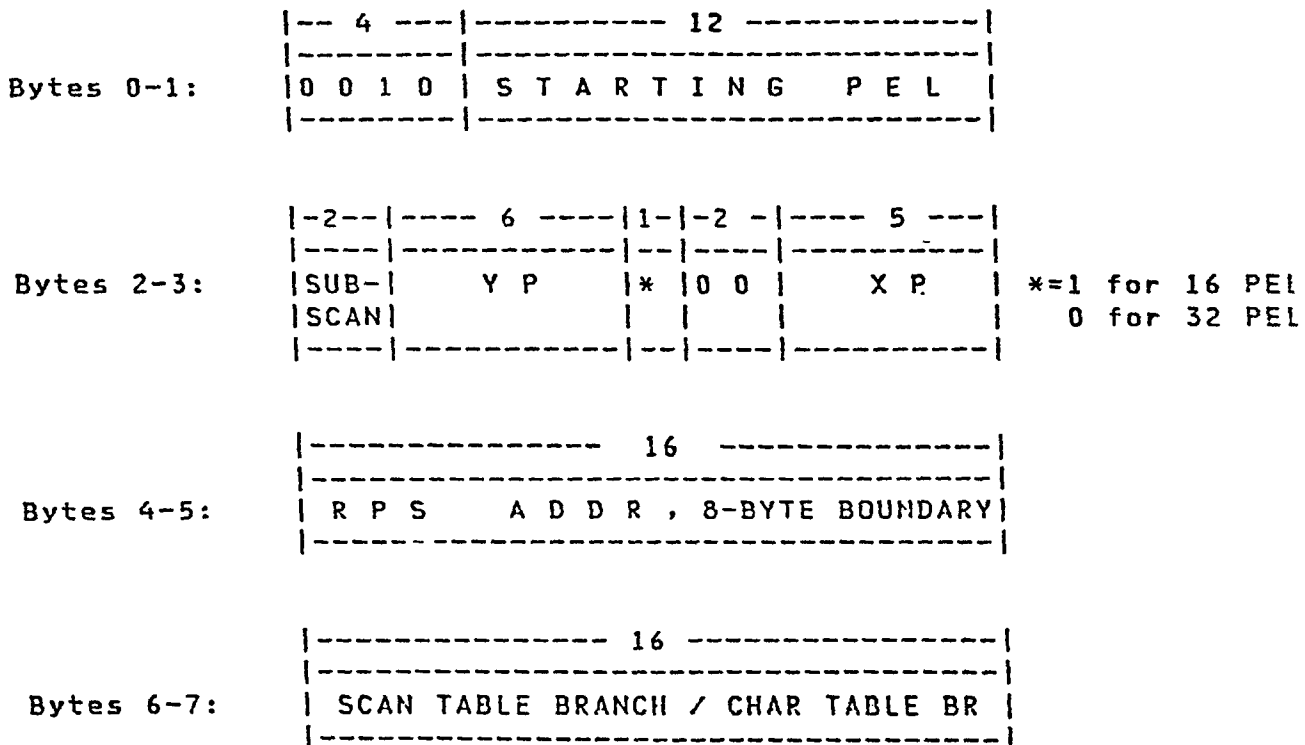 |-- 4 ---|---------- 12 ------------|
Bytes 0-1: |0 0 1 0 | S T A R T I N G P E L |
|-2--|---- 6 ----|1-|-2 -|---- 5 ---|
Bytes 2-3: |SUB-| Y P |* |0 0 | X P. | *=1 for 16 PEL
|SCAN| | | | | 0 for 32 PEL
|--------------- 16 --------------|
Bytes 4-5: | R P S A D D R , 8-BYTE BOUNDARY|
|--------------- 16 ----------------|
Bytes 6-7: | SCAN TABLE BRANCH / CHAR TABLE BR |